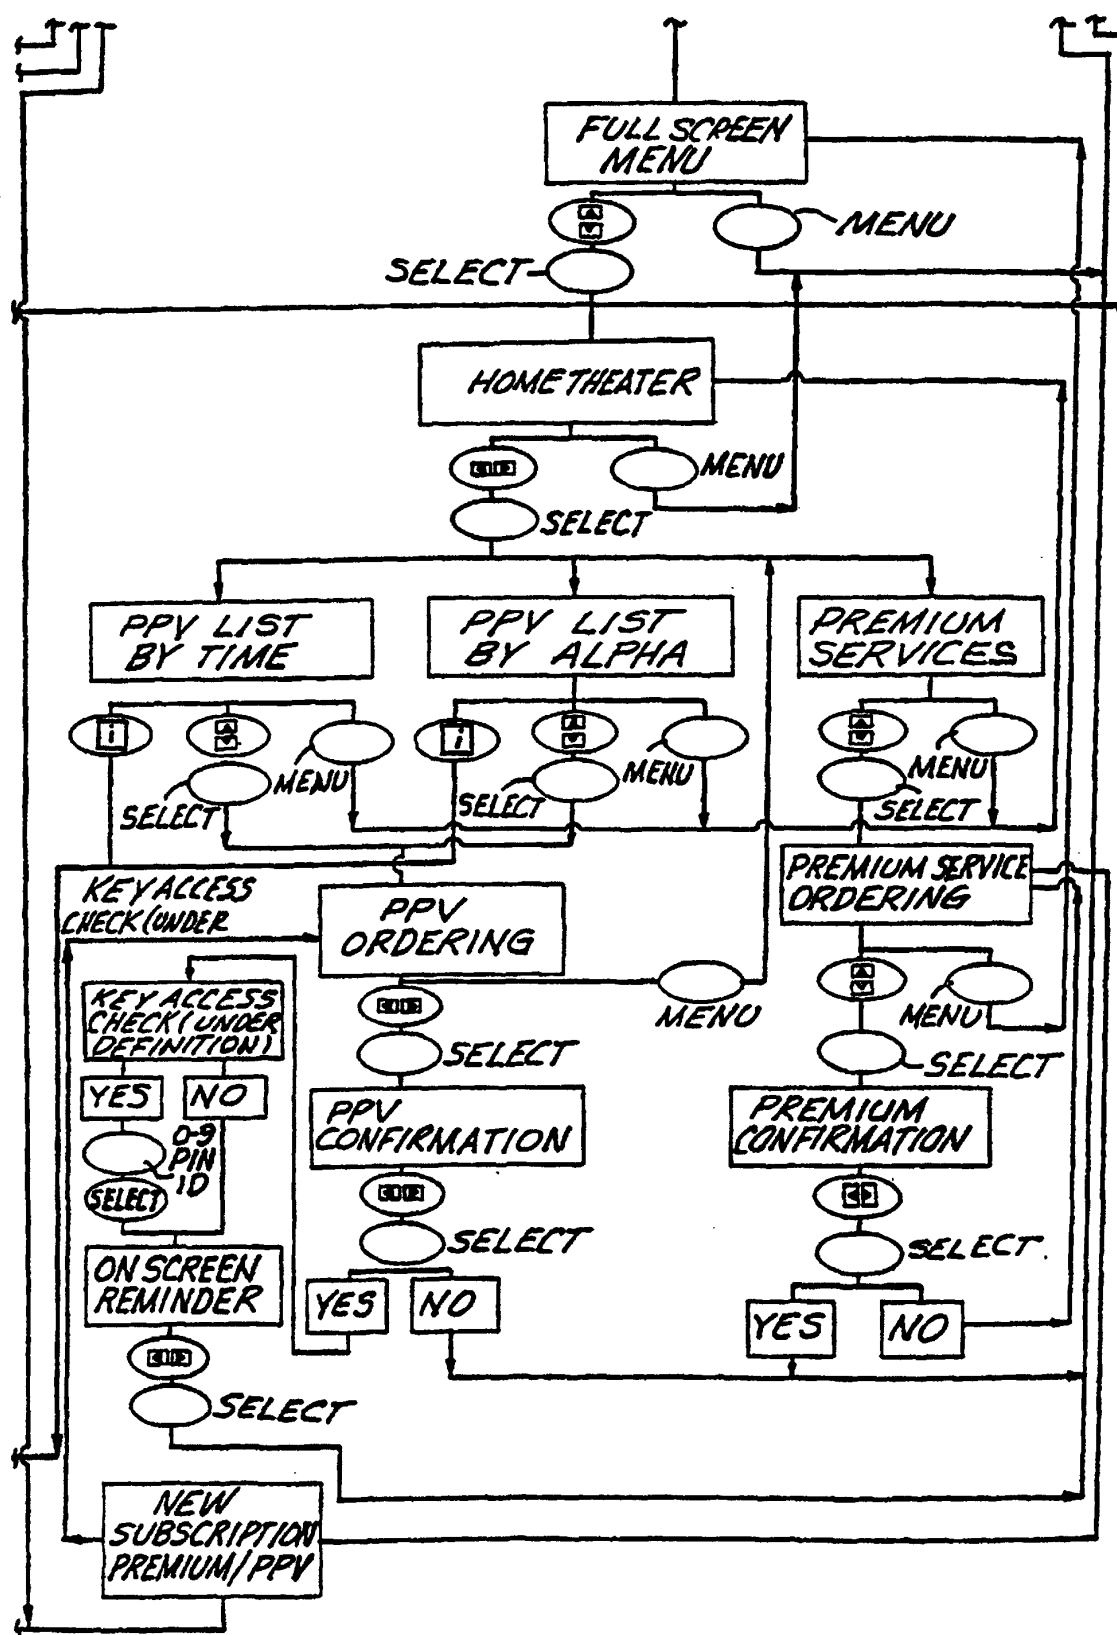 FULL SCREEN
MENU
MENU
SELECT
HOME THEATER
MENU
SELECT
PPV LIST
BY TIME
PPV LIST
BY ALPHA
PREMIUM
SERVICES
i
i
MENU
SELECT
MENU
SELECT
MENU
SELECT
KEY ACCESS
CHECK (UNDER
PPV
ORDERING
PREMIUM SERVICE
ORDERING
MENU
MENU
KEY ACCESS
CHECK (UNDER
DEFINITION)
SELECT
SELECT
YES
NO
PPV
CONFIRMATION
PREMIUM
CONFIRMATION
0-9
PIN
ID
SELECT
SELECT
SELECT.
ON SCREEN
REMINDER
YES
NO
YES
NO
SELECT
NEW
SUBSCRIPTION
PREMIUM/PPV